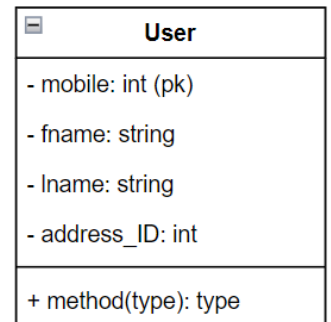 User
- mobile: int (pk)
- fname: string
- lname: string
- address_ID: int
+ method(type): type